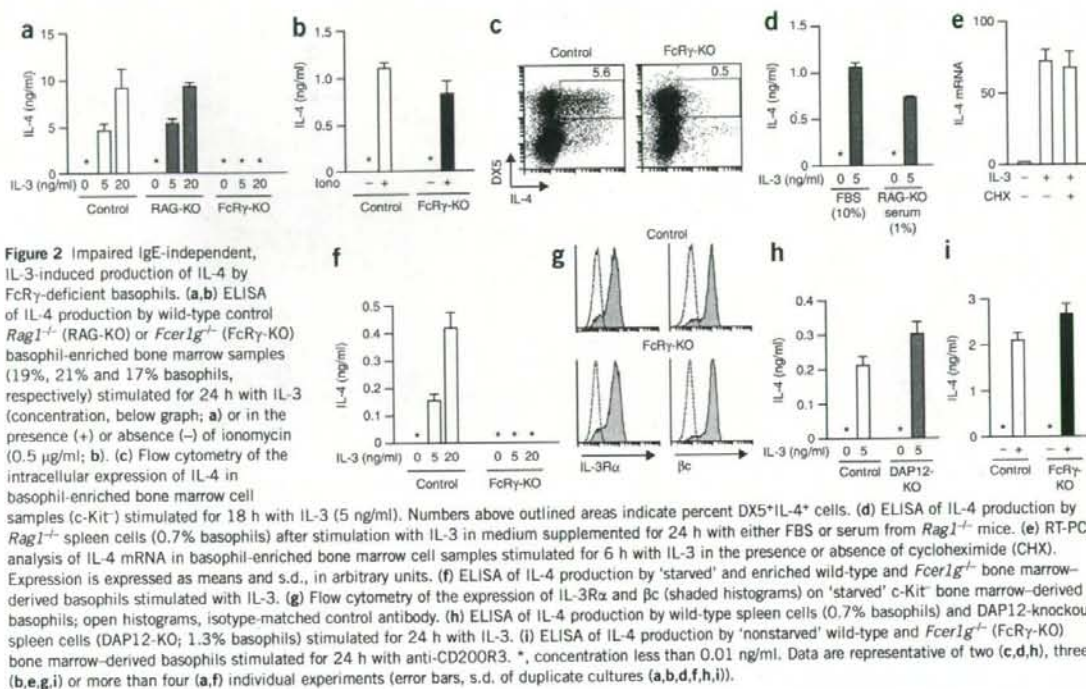 a
IL-4 (ng/ml)
15
10
5
0
* * *  * *
IL-3 (ng/ml) 0 5 20 0 5 20 0 5 20
Control RAG-KO FcRγ-KO
b
IL-4 (ng/ml)
1.5
1.0
0.5
0
* *
Iono – + – +
Control FcRγ-KO
c
Control FcRγ-KO
5.6 0.5
DX5
IL-4
d
IL-4 (ng/ml)
1.5
1.0
0.5
0
* *
IL-3 (ng/ml) 0 5 0 5
FBS (10%)
RAG-KO serum (1%)
e
IL-4 mRNA
100
50
0
IL-3 – + +
CHX – – +
f
IL-4 (ng/ml)
0.5
0.4
0.3
0.2
0.1
0
* * * *
IL-3 (ng/ml) 0 5 20 0 5 20
Control FcRγ-KO
g
Control
FcRγ-KO
IL-3Rα βc
h
IL-4 (ng/ml)
0.4
0.3
0.2
0.1
0
* *
IL-3 (ng/ml) 0 5 0 5
Control DAP12-KO
i
IL-4 (ng/ml)
3
2
1
0
* *
– + – +
Control FcRγ-KO
Figure 2 Impaired IgE-independent,
IL-3-induced production of IL-4 by
FcRγ-deficient basophils. (a,b) ELISA
of IL-4 production by wild-type control
Rag1–/– (RAG-KO) or Fcer1g–/– (FcRγ-KO)
basophil-enriched bone marrow samples
(19%, 21% and 17% basophils,
respectively) stimulated for 24 h with IL-3
(concentration, below graph; a) or in the
presence (+) or absence (–) of ionomycin
(0.5 μg/ml; b). (c) Flow cytometry of the
intracellular expression of IL-4 in
basophil-enriched bone marrow cell
samples (c-Kit–) stimulated for 18 h with IL-3 (5 ng/ml). Numbers above outlined areas indicate percent DX5+IL-4+ cells. (d) ELISA of IL-4 production by
Rag1–/– spleen cells (0.7% basophils) after stimulation with IL-3 in medium supplemented for 24 h with either FBS or serum from Rag1–/– mice. (e) RT-PC
analysis of IL-4 mRNA in basophil-enriched bone marrow cell samples stimulated for 6 h with IL-3 in the presence or absence of cycloheximide (CHX).
Expression is expressed as means and s.d., in arbitrary units. (f) ELISA of IL-4 production by 'starved' and enriched wild-type and Fcer1g–/– bone marrow–
derived basophils stimulated with IL-3. (g) Flow cytometry of the expression of IL-3Rα and βc (shaded histograms) on 'starved' c-Kit– bone marrow–derived
basophils; open histograms, isotype-matched control antibody. (h) ELISA of IL-4 production by wild-type spleen cells (0.7% basophils) and DAP12-knockou
spleen cells (DAP12-KO; 1.3% basophils) stimulated for 24 h with IL-3. (i) ELISA of IL-4 production by 'nonstarved' wild-type and Fcer1g–/– (FcRγ-KO)
bone marrow–derived basophils stimulated for 24 h with anti-CD200R3. *, concentration less than 0.01 ng/ml. Data are representative of two (c,d,h), three
(b,e,g,i) or more than four (a,f) individual experiments (error bars, s.d. of duplicate cultures (a,b,d,f,h,i)).